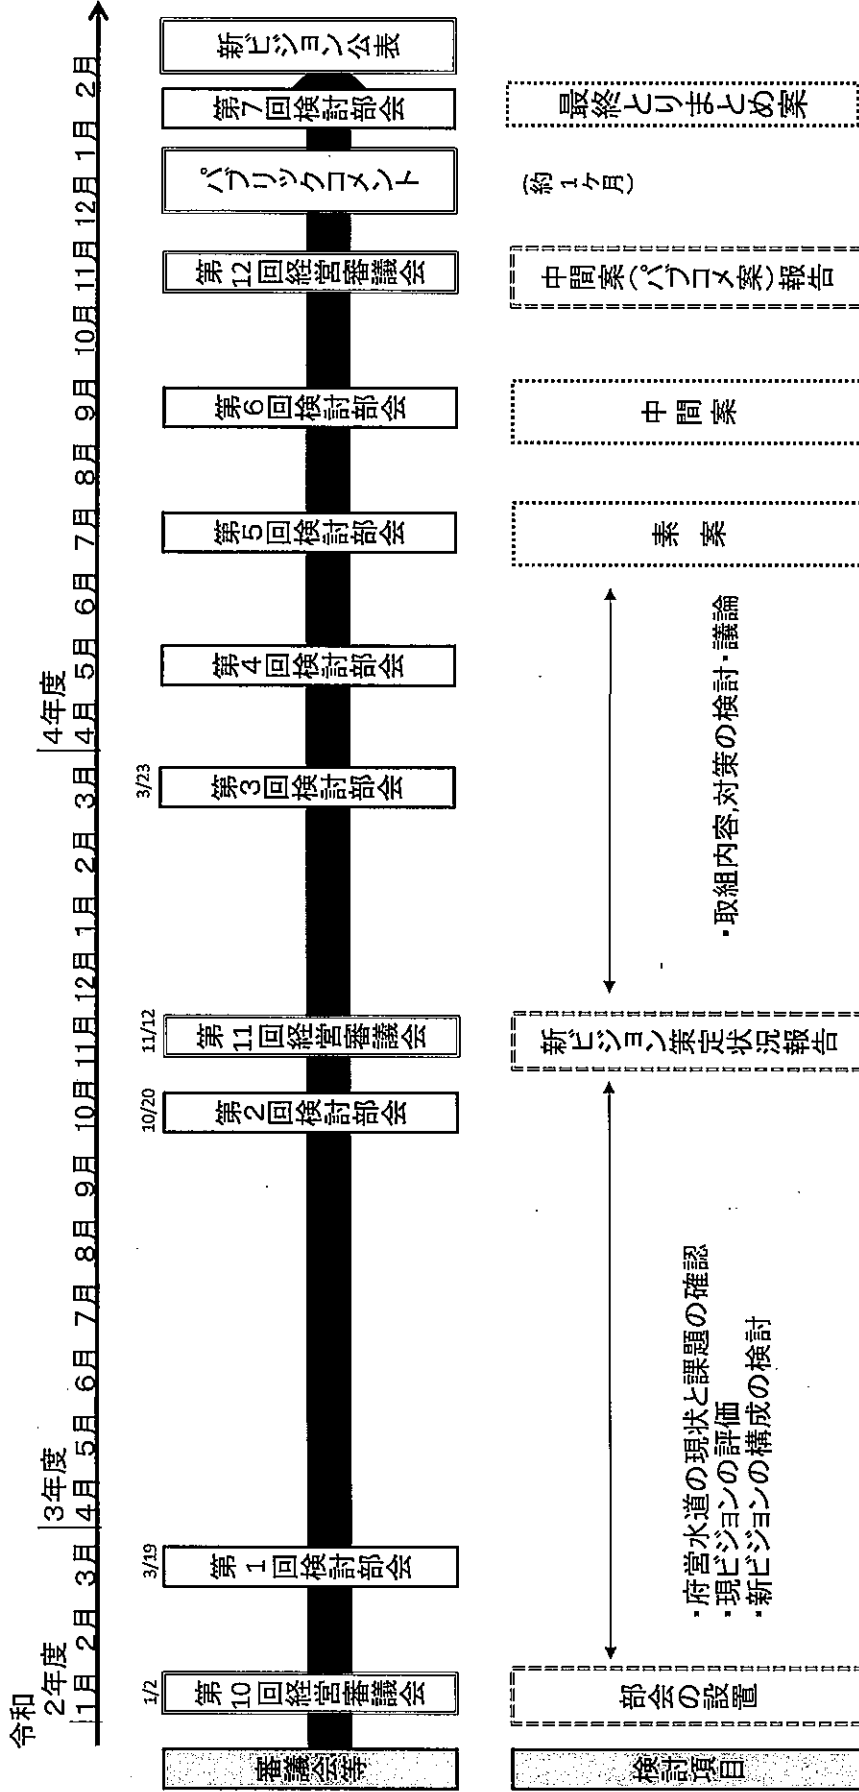 令和
2年度
3年度
4年度
1月 2月 3月 4月 5月 6月 7月 8月 9月 10月 11月 12月 1月 2月 3月 4月 5月 6月 7月 8月 9月 10月 11月 12月 1月 2月
審議会等
1/2
第10回経営審議会
3/19
第1回検討部会
10/20
第2回検討部会
11/12
第11回経営審議会
3/23
第3回検討部会
第4回検討部会
第5回検討部会
第6回検討部会
第12回経営審議会
パブリックコメント
第7回検討部会
新ビジョン公表
検討項目
部会の設置
・府営水道の現状と課題の確認
・現ビジョンの評価
・新ビジョンの構成の検討
新ビジョン策定状況報告
・取組内容,対策の検討・議論
素案
中間案
中間案(パブコメ案)報告
(約1ケ月)
最終とりまとめ案